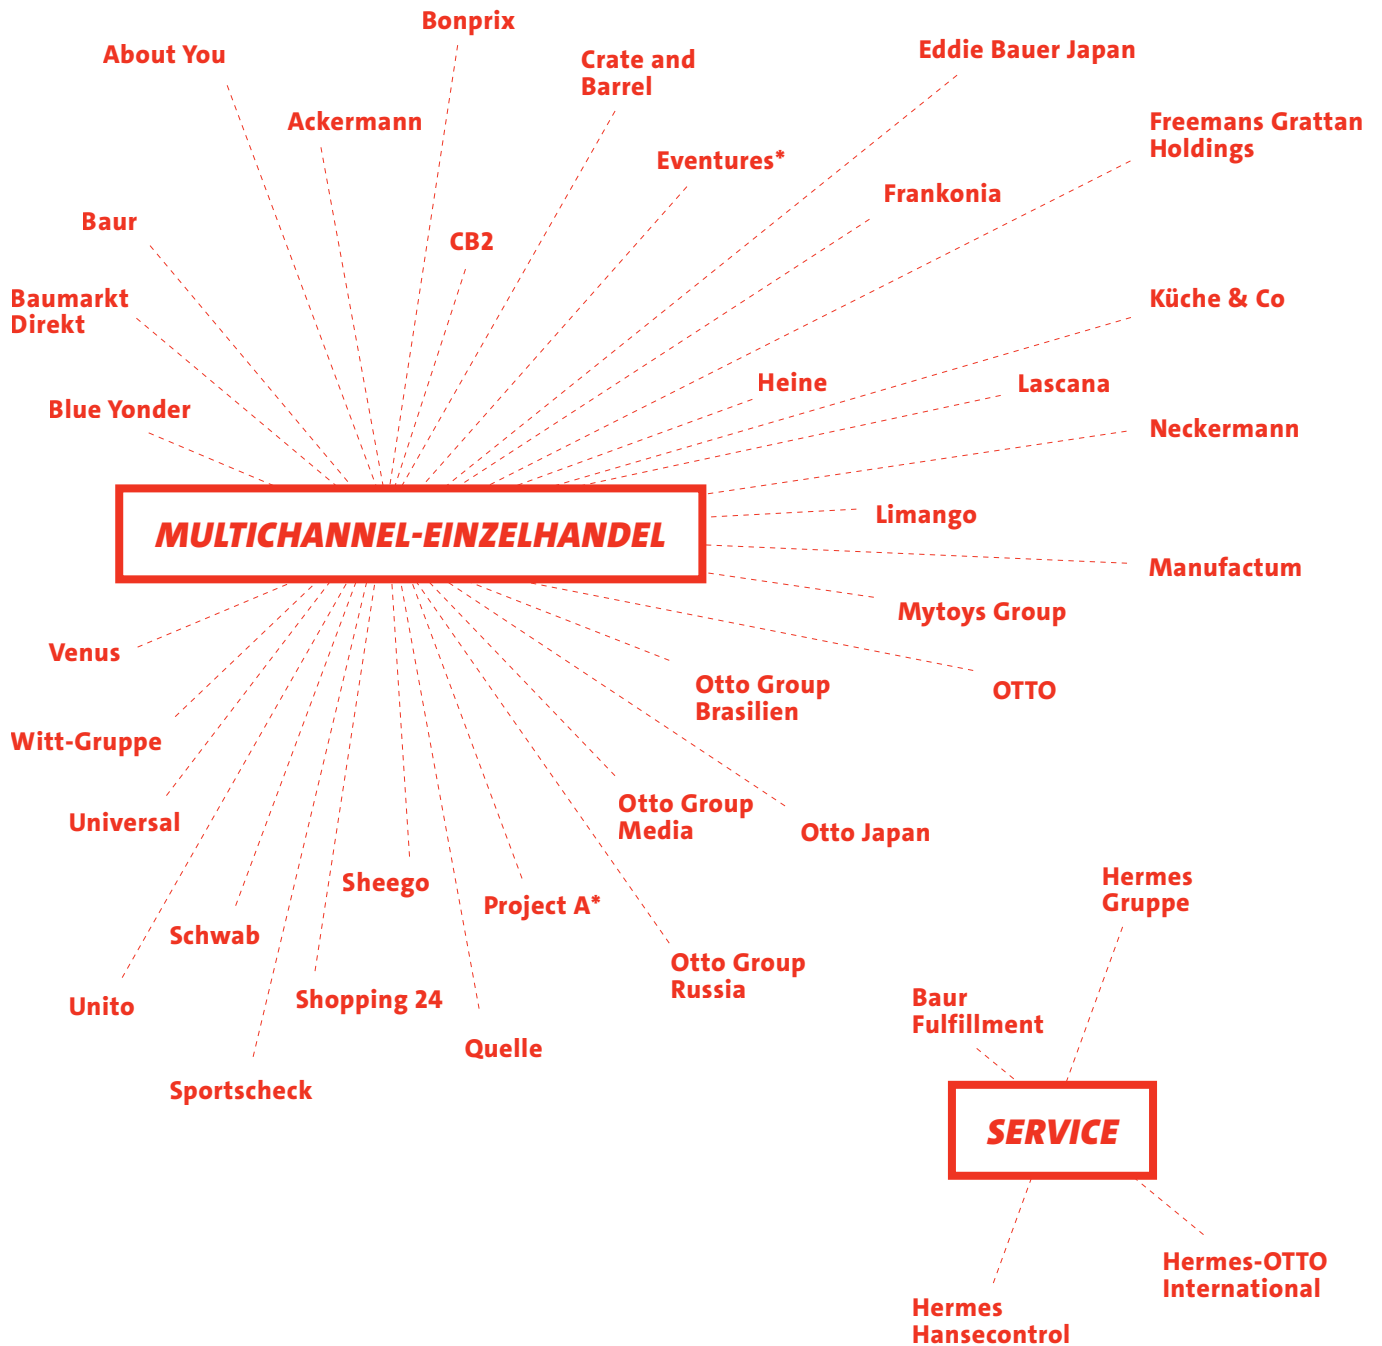 Bonprix
About You
Crate and
Barrel
Eddie Bauer Japan
Ackermann
Freemans Grattan
Holdings
Eventures*
Frankonia
Baur
CB2
Baumarkt
Direkt
Küche & Co
Heine
Lascana
Blue Yonder
Neckermann
MULTICHANNEL-EINZELHANDEL
Limango
Manufactum
Mytoys Group
Venus
Otto Group
Brasilien
OTTO
Witt-Gruppe
Universal
Otto Group
Media
Otto Japan
Sheego
Project A*
Hermes
Gruppe
Schwab
Otto Group
Russia
Unito
Shopping 24
Baur
Fulfillment
Quelle
Sportscheck
SERVICE
Hermes-OTTO
International
Hermes
Hansecontrol